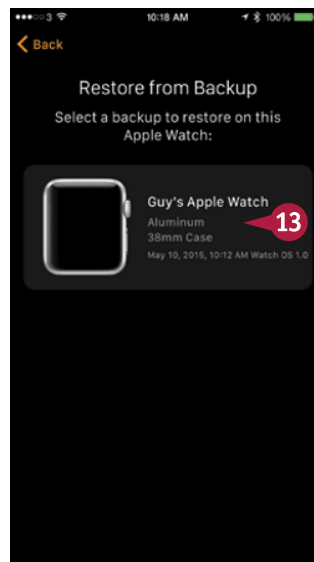 3 10:18 AM 100%
Back
Restore from Backup
Select a backup to restore on this
Apple Watch:
Guy's Apple Watch
Aluminum
13
38mm Case
May 10, 2015, 10:12 AM Watch OS 1.0